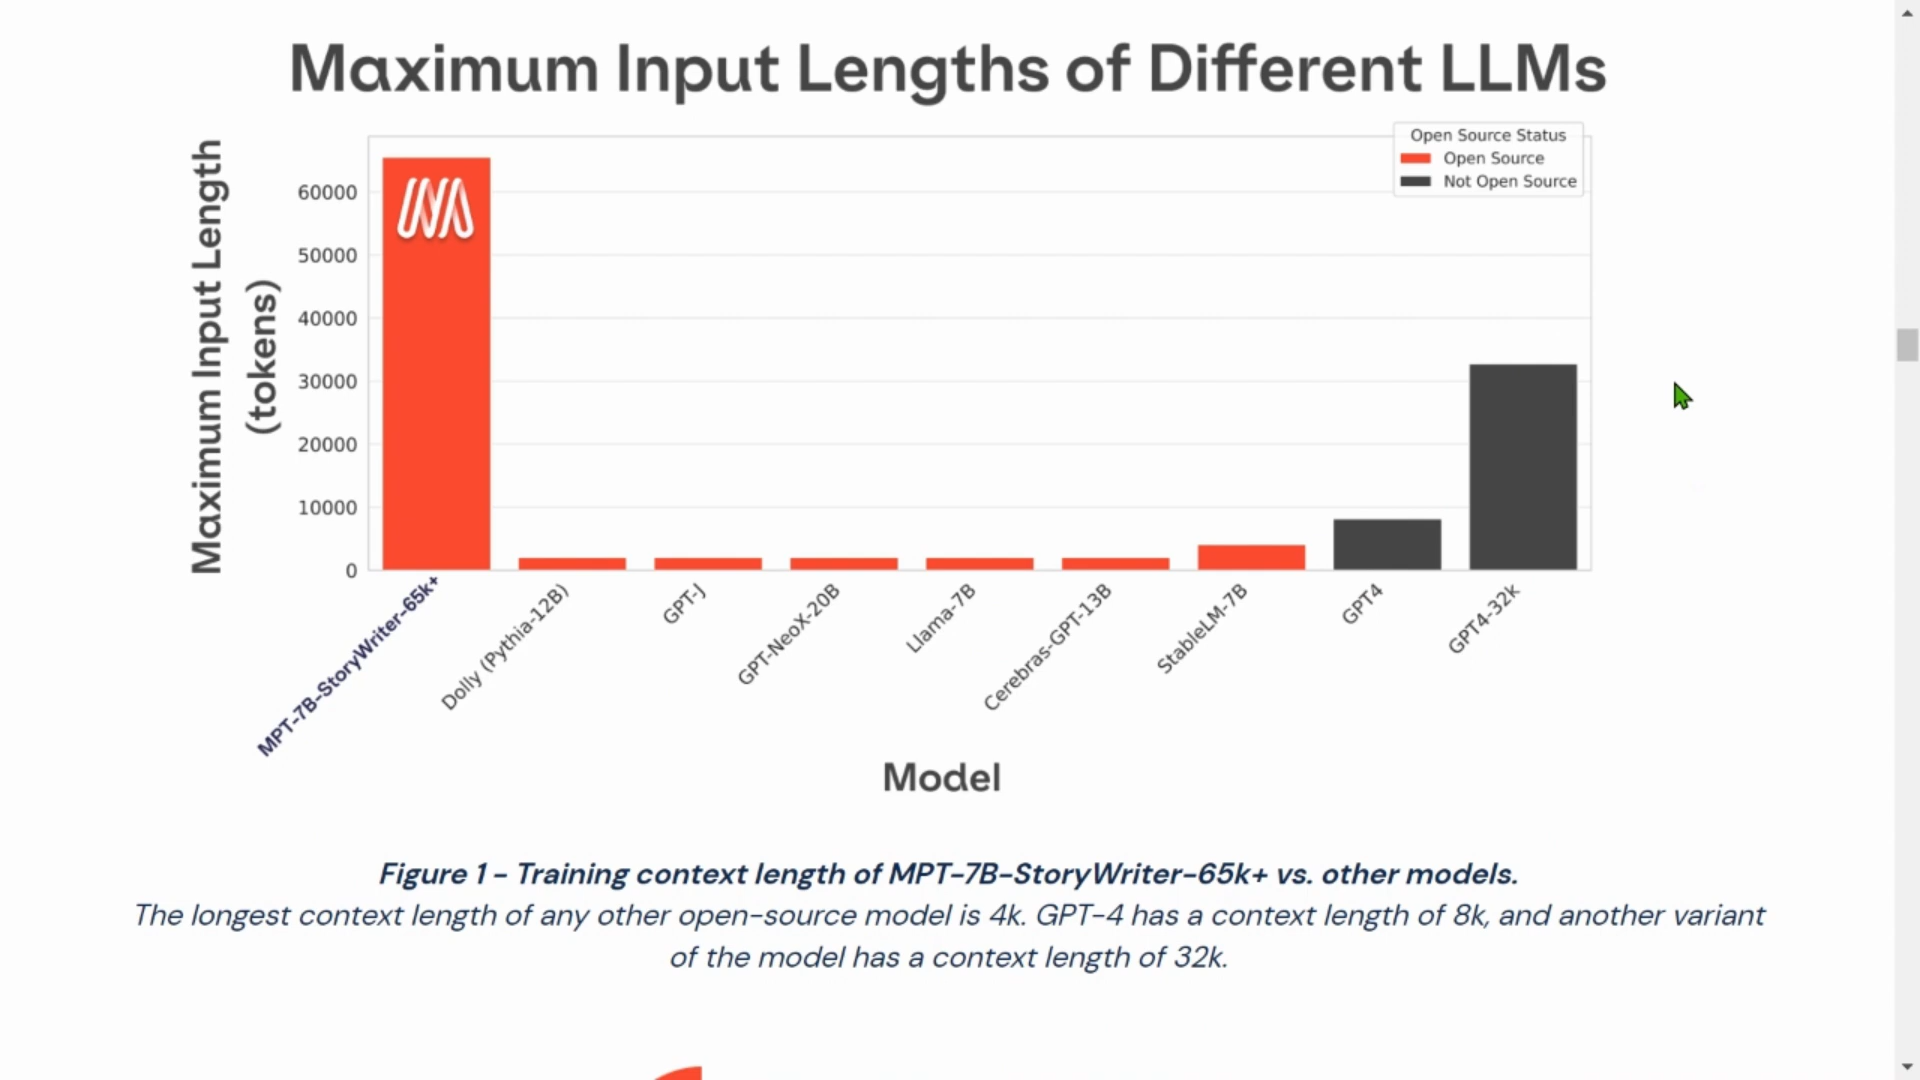 Maximum Input Lengths of Different LLMs
Maximum Input Length
(tokens)
60000
50000
40000
30000
20000
10000
0
Open Source Status
Open Source
Not Open Source
MPT-7B-StoryWriter-65k+
Dolly (Pythia-12B)
GPT-J
GPT-NeoX-20B
Llama-7B
Cerebras-GPT-13B
StableLM-7B
GPT4
GPT4-32k
Model
Figure 1 - Training context length of MPT-7B-StoryWriter-65k+ vs. other models.
The longest context length of any other open-source model is 4k. GPT-4 has a context length of 8k, and another variant
of the model has a context length of 32k.